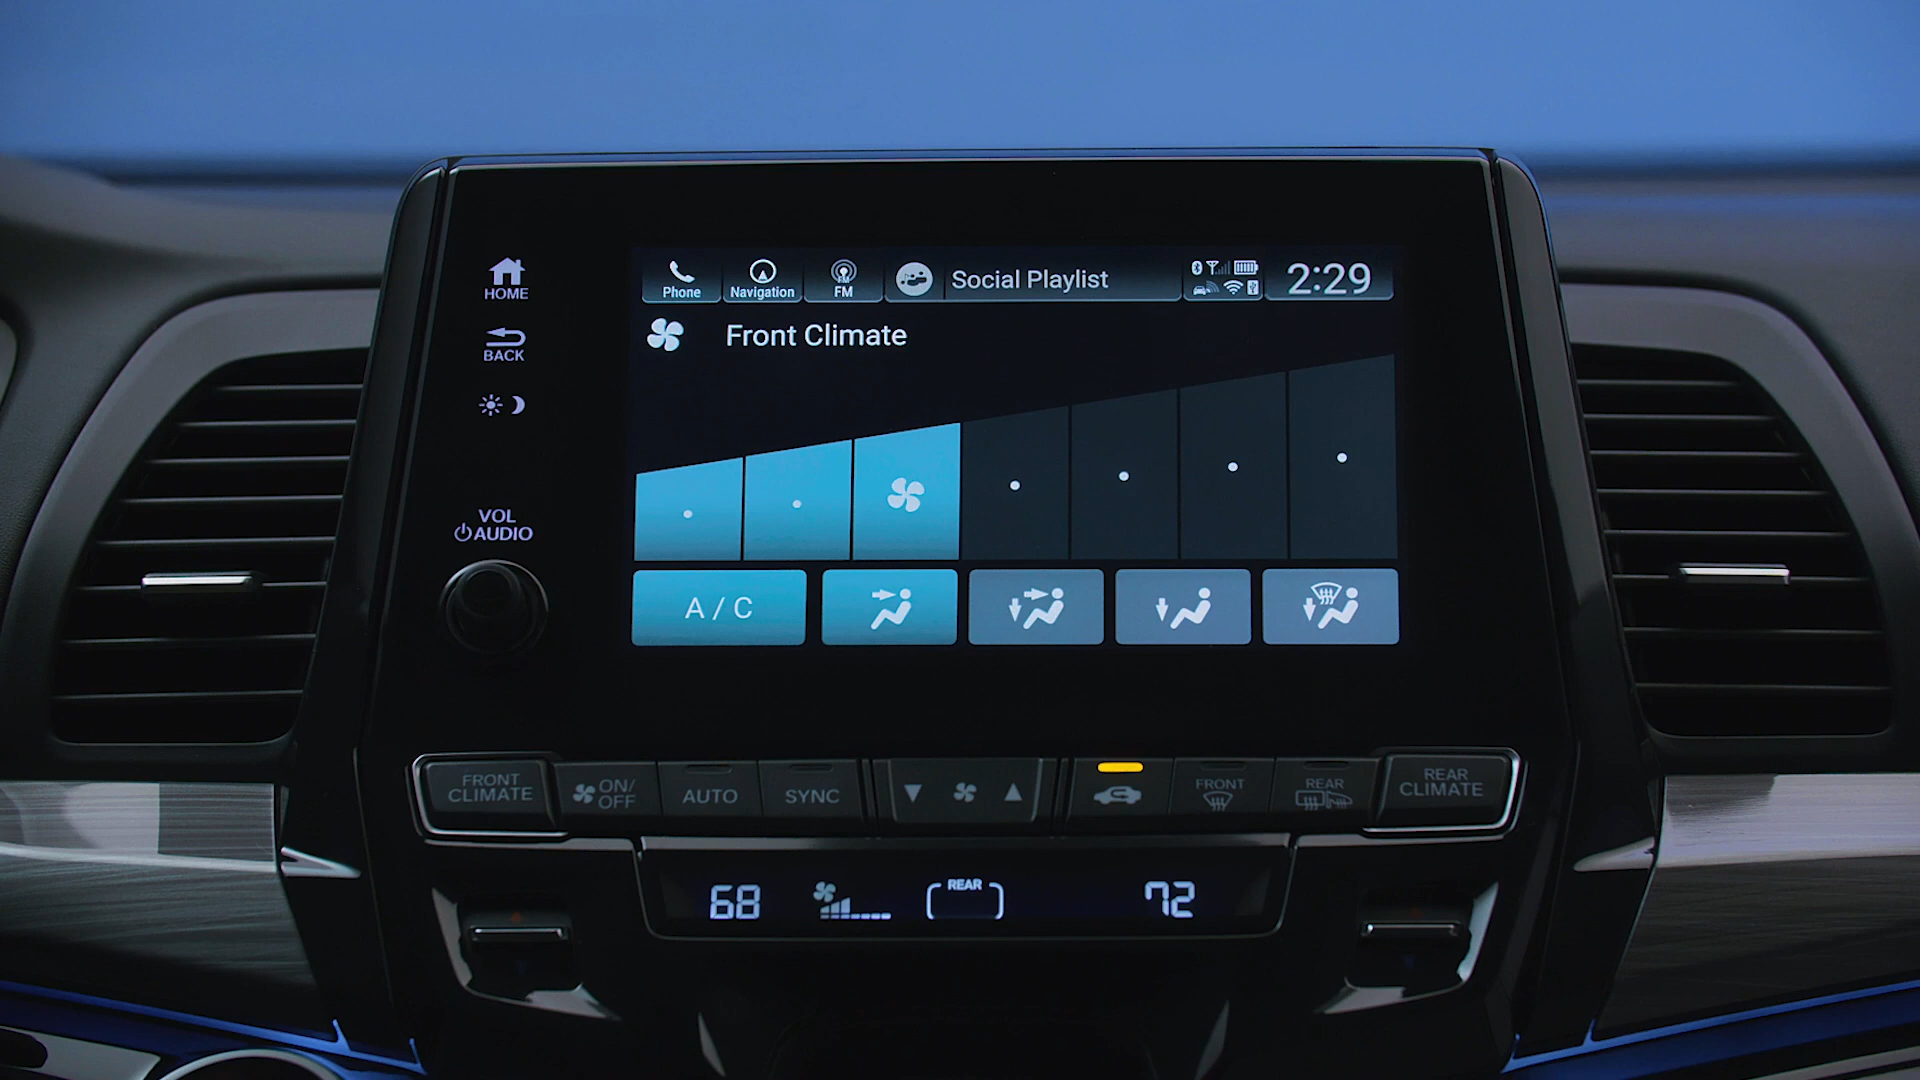 HOME
BACK
VOL
AUDIO
Phone
Navigation
FM
Social Playlist
2:29
Front Climate
A / C
FRONT
CLIMATE
ON/
OFF
AUTO
SYNC
FRONT
REAR
REAR
CLIMATE
68
REAR
72